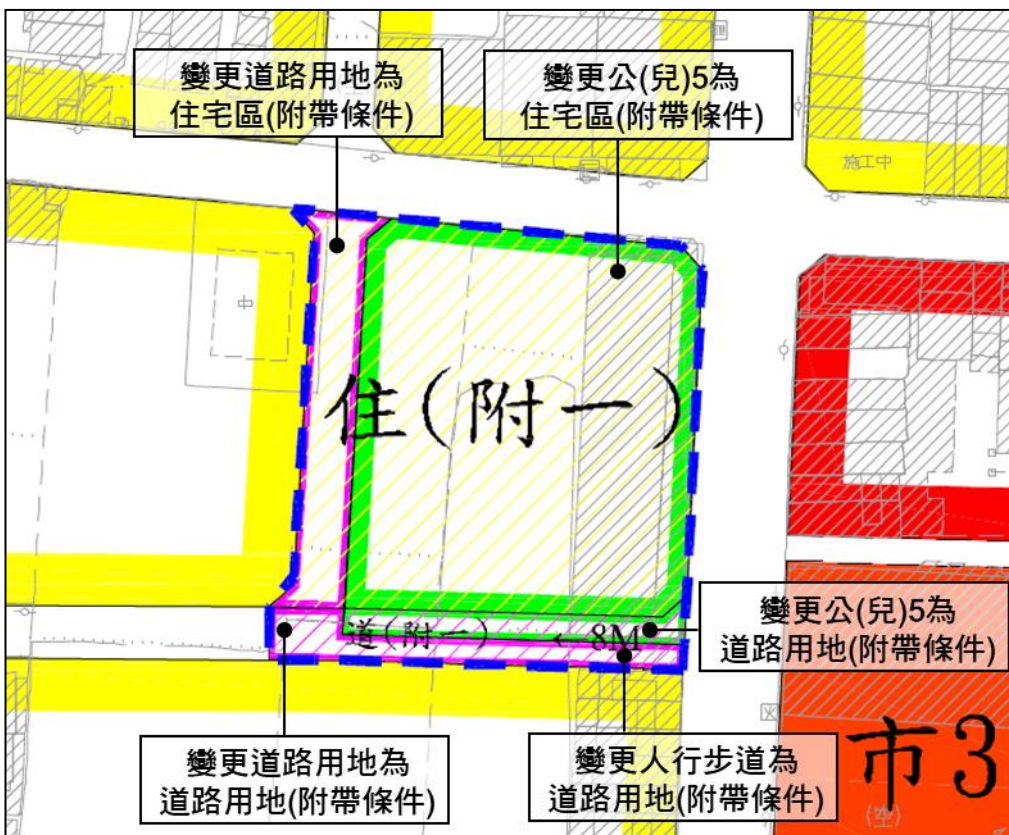 變更道路用地為
住宅區(附帶條件)
變更公(兒)5為
住宅區(附帶條件)
施工中
中
住(附一)
變更公(兒)5為
道路用地(附帶條件)
道(附一)
←8M
變更道路用地為
道路用地(附帶條件)
變更人行步道為
道路用地(附帶條件)
市3
(空)